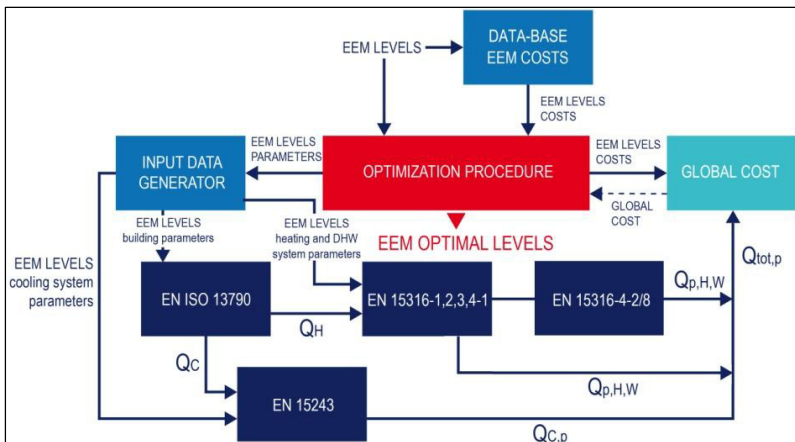 EEM LEVELS
DATA-BASE
EEM COSTS
EEM LEVELS
COSTS
INPUT DATA
GENERATOR
EEM LEVELS
PARAMETERS
OPTIMIZATION PROCEDURE
EEM LEVELS
COSTS
GLOBAL
COST
GLOBAL COST
EEM OPTIMAL LEVELS
EEM LEVELS
building parameters
EEM LEVELS
heating and DHW
system parameters
EEM LEVELS
cooling system
parameters
EN ISO 13790
QH
EN 15316-1,2,3,4-1
EN 15316-4-2/8
Qp,H,W
Qtot,p
QC
EN 15243
Qp,H,W
QC,p